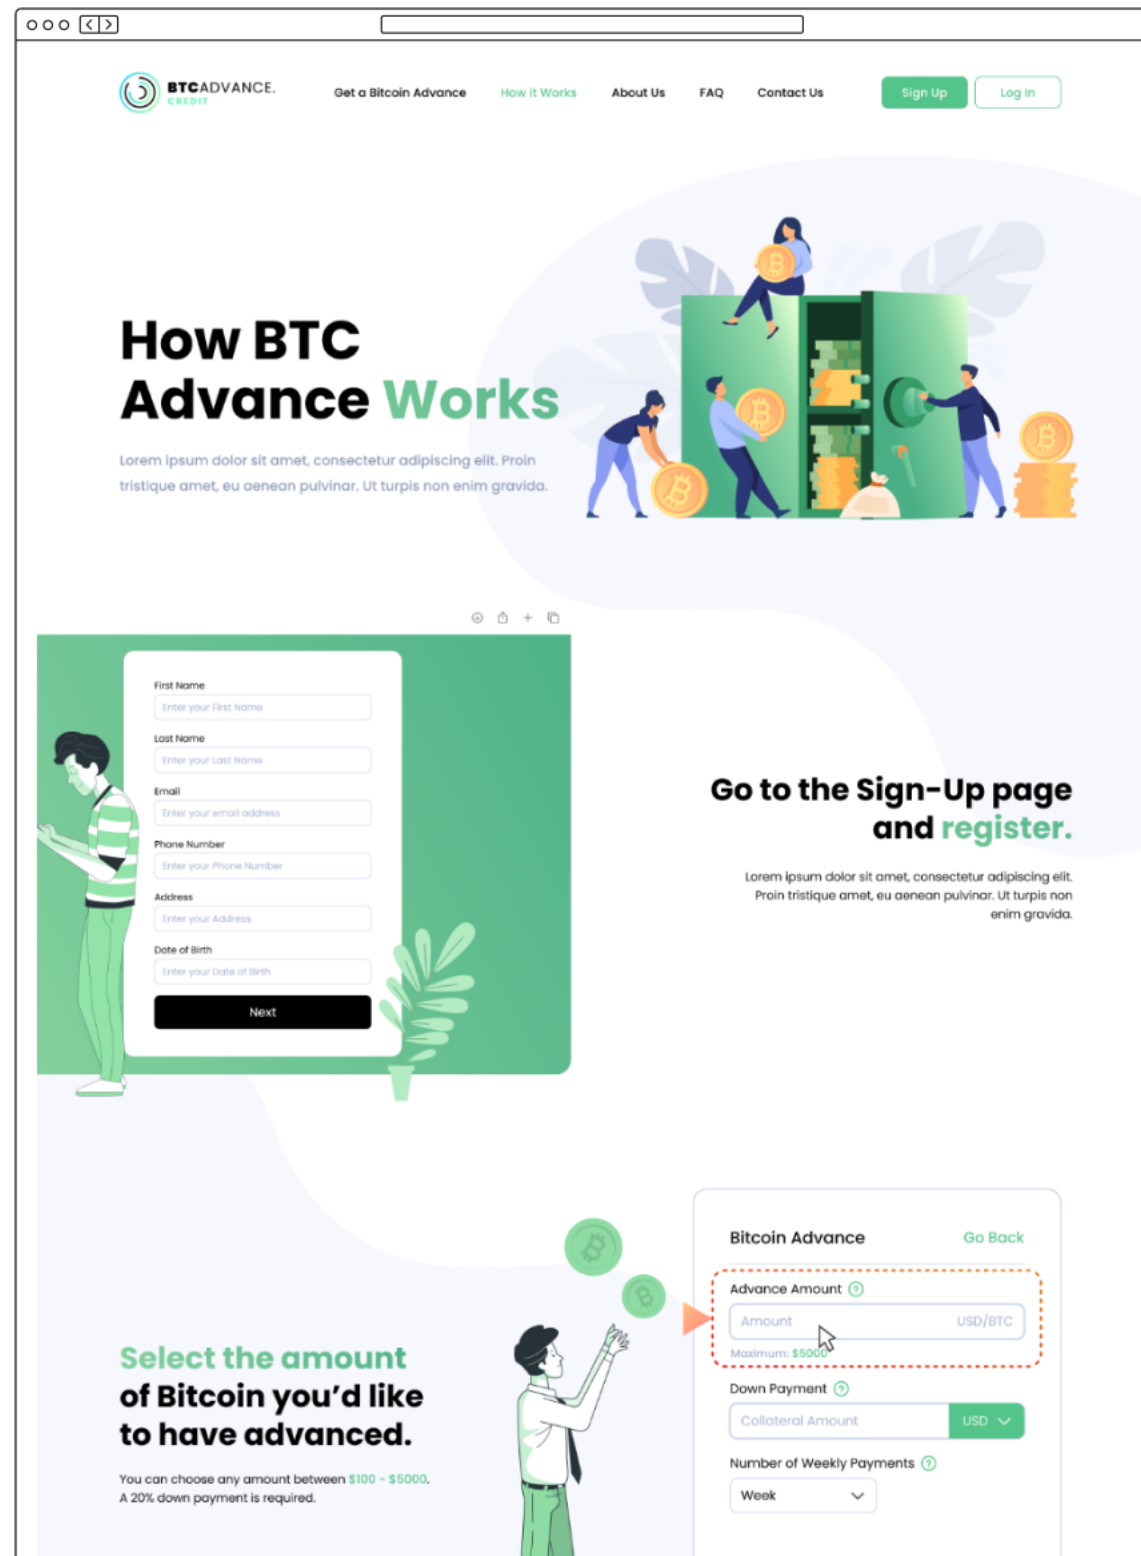 BTCADVANCE.
CREDIT
Get a Bitcoin Advance
How it Works
About Us
FAQ
Contact Us
Sign Up
Log In
How BTC
Advance Works
Lorem ipsum dolor sit amet, consectetur adipiscing elit. Proin
tristique amet, eu aenean pulvinar. Ut turpis non enim gravida.
First Name
Enter your First Name
Last Name
Enter your Last Name
Email
Enter your email address
Phone Number
Enter your Phone Number
Address
Enter your Address
Date of Birth
Enter your Date of Birth
Next
Go to the Sign-Up page
and register.
Lorem ipsum dolor sit amet, consectetur adipiscing elit.
Proin tristique amet, eu aenean pulvinar. Ut turpis non
enim gravida.
Select the amount
of Bitcoin you’d like
to have advanced.
You can choose any amount between $100 - $5000.
A 20% down payment is required.
Bitcoin Advance
Go Back
Advance Amount
Amount
USD/BTC
Maximum: $5000
Down Payment
Collateral Amount
USD
Number of Weekly Payments
Week